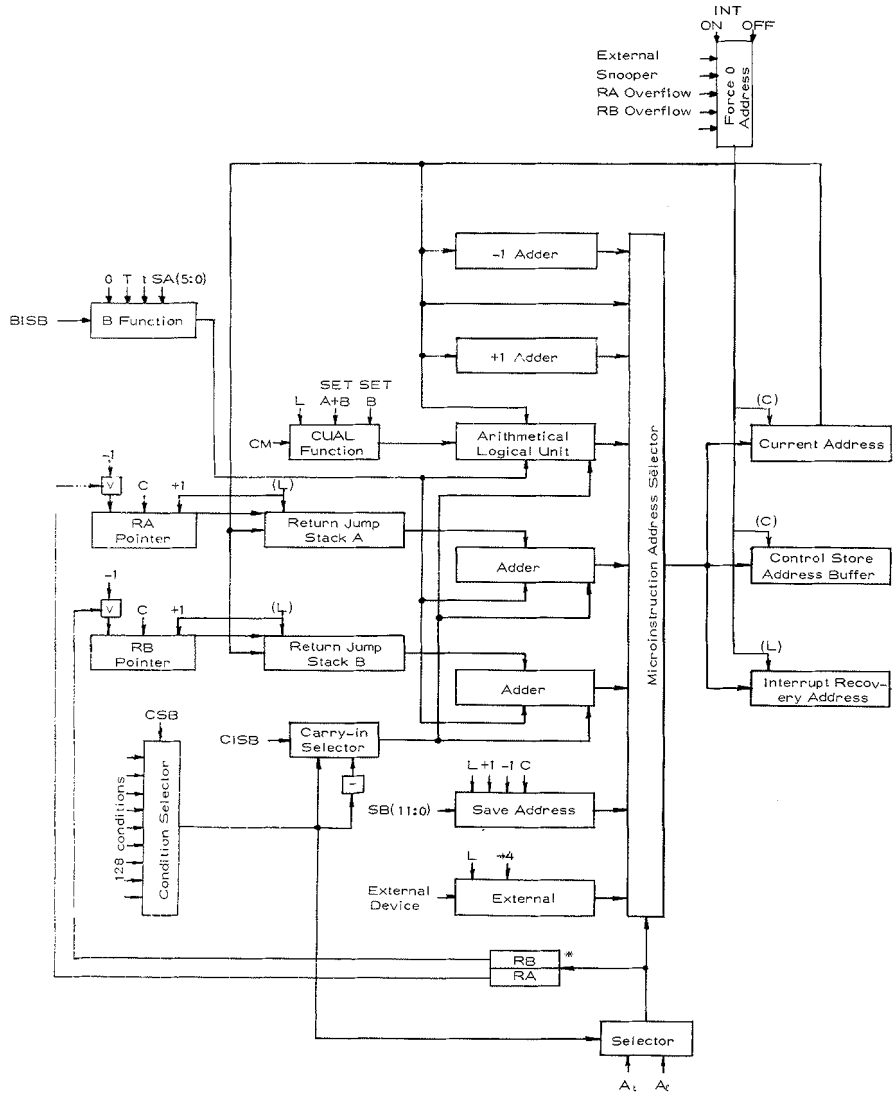 INT
ON OFF
External
Snooper
RA Overflow
RB Overflow
Force 0
Address
-1 Adder
0 T t SA(5:0)
BISB
B Function
+1 Adder
SET SET
L A+B B
CM
CUAL
Function
Arithmetical
Logical Unit
(C)
Current Address
-1
V
C +1 (L)
RA
Pointer
Return Jump
Stack A
Adder
(C)
Control Store
Address Buffer
-1
V
C +1 (L)
RB
Pointer
Return Jump
Stack B
Adder
(L)
Interrupt Recov-
ery Address
Microinstruction Address Selector
CSB
CISB
Carry-in
Selector
-
128 conditions
Condition Selector
L +1 -1 C
SB(11:0)
Save Address
L →4
External
Device
External
RB
RA
*
Selector